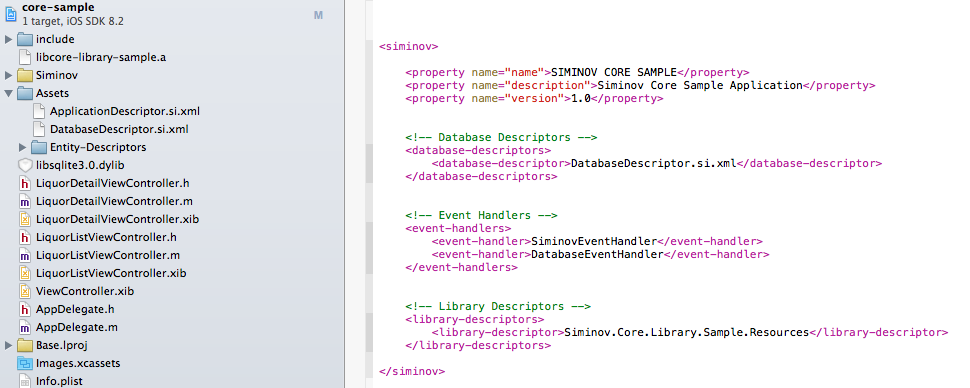 core-sample
1 target, iOS SDK 8.2
M
include
libcore-library-sample.a
Siminov
Assets
ApplicationDescriptor.si.xml
DatabaseDescriptor.si.xml
Entity-Descriptors
libsqlite3.0.dylib
LiquorDetailViewController.h
LiquorDetailViewController.m
LiquorDetailViewController.xib
LiquorListViewController.h
LiquorListViewController.m
LiquorListViewController.xib
ViewController.xib
AppDelegate.h
AppDelegate.m
Base.lproj
Images.xcassets
Info.plist
<siminov>
<property name="name">SIMINOV CORE SAMPLE</property>
<property name="description">Siminov Core Sample Application</property>
<property name="version">1.0</property>
<!-- Database Descriptors -->
<database-descriptors>
<database-descriptor>DatabaseDescriptor.si.xml</database-descriptor>
</database-descriptors>
<!-- Event Handlers -->
<event-handlers>
<event-handler>SiminovEventHandler</event-handler>
<event-handler>DatabaseEventHandler</event-handler>
</event-handlers>
<!-- Library Descriptors -->
<library-descriptors>
<library-descriptor>Siminov.Core.Library.Sample.Resources</library-descriptor>
</library-descriptors>
</siminov>